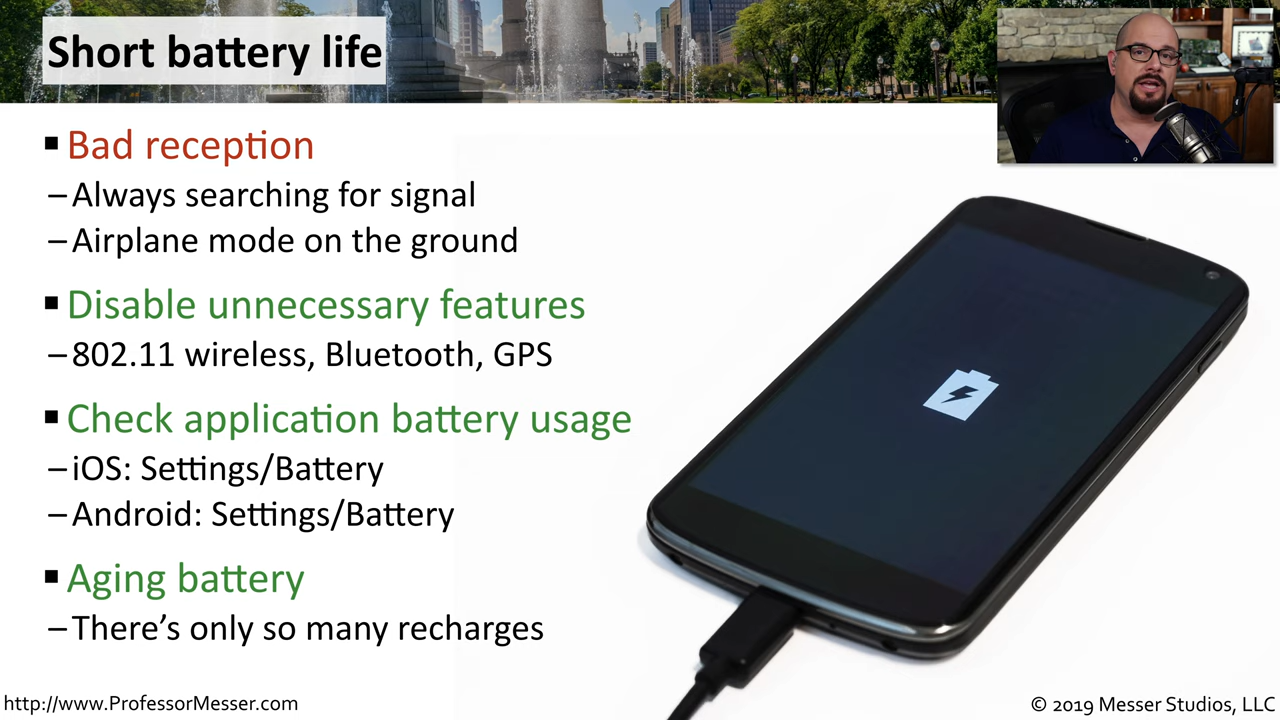 Short battery life
▪ Bad reception
– Always searching for signal
– Airplane mode on the ground
▪ Disable unnecessary features
– 802.11 wireless, Bluetooth, GPS
▪ Check application battery usage
– iOS: Settings/Battery
– Android: Settings/Battery
▪ Aging battery
– There's only so many recharges
http://www.ProfessorMesser.com
© 2019 Messer Studios, LLC